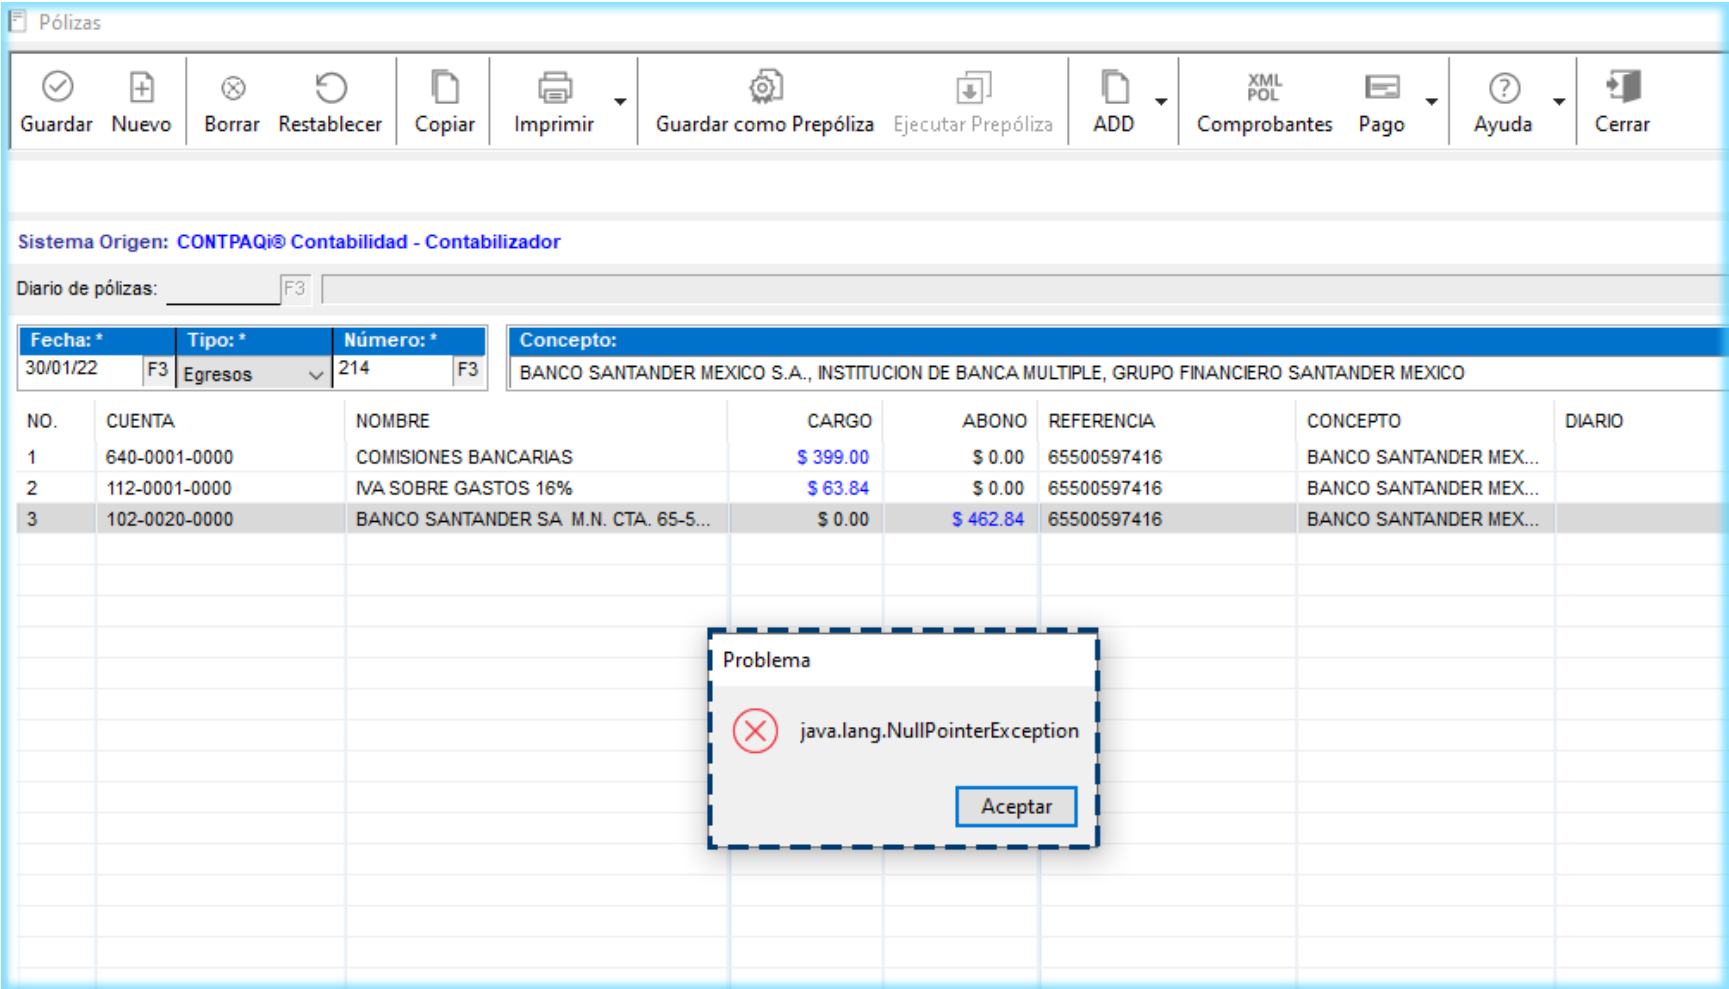 Pólizas
Guardar Nuevo Borrar Restablecer Copiar Imprimir Guardar como Prepóliza Ejecutar Prepóliza ADD XML POL Comprobantes Pago ? Ayuda Cerrar
Sistema Origen: CONTPAQi® Contabilidad - Contabilizador
Diario de pólizas: F3
Fecha: * Tipo: * Número: * Concepto:
30/01/22 F3 Egresos 214 F3 BANCO SANTANDER MEXICO S.A., INSTITUCION DE BANCA MULTIPLE, GRUPO FINANCIERO SANTANDER MEXICO
NO. CUENTA NOMBRE CARGO ABONO REFERENCIA CONCEPTO DIARIO
1 640-0001-0000 COMISIONES BANCARIAS $ 399.00 $ 0.00 65500597416 BANCO SANTANDER MEX...
2 112-0001-0000 IVA SOBRE GASTOS 16% $ 63.84 $ 0.00 65500597416 BANCO SANTANDER MEX...
3 102-0020-0000 BANCO SANTANDER SA M.N. CTA. 65-5... $ 0.00 $ 462.84 65500597416 BANCO SANTANDER MEX...
Problema
java.lang.NullPointerException
Aceptar